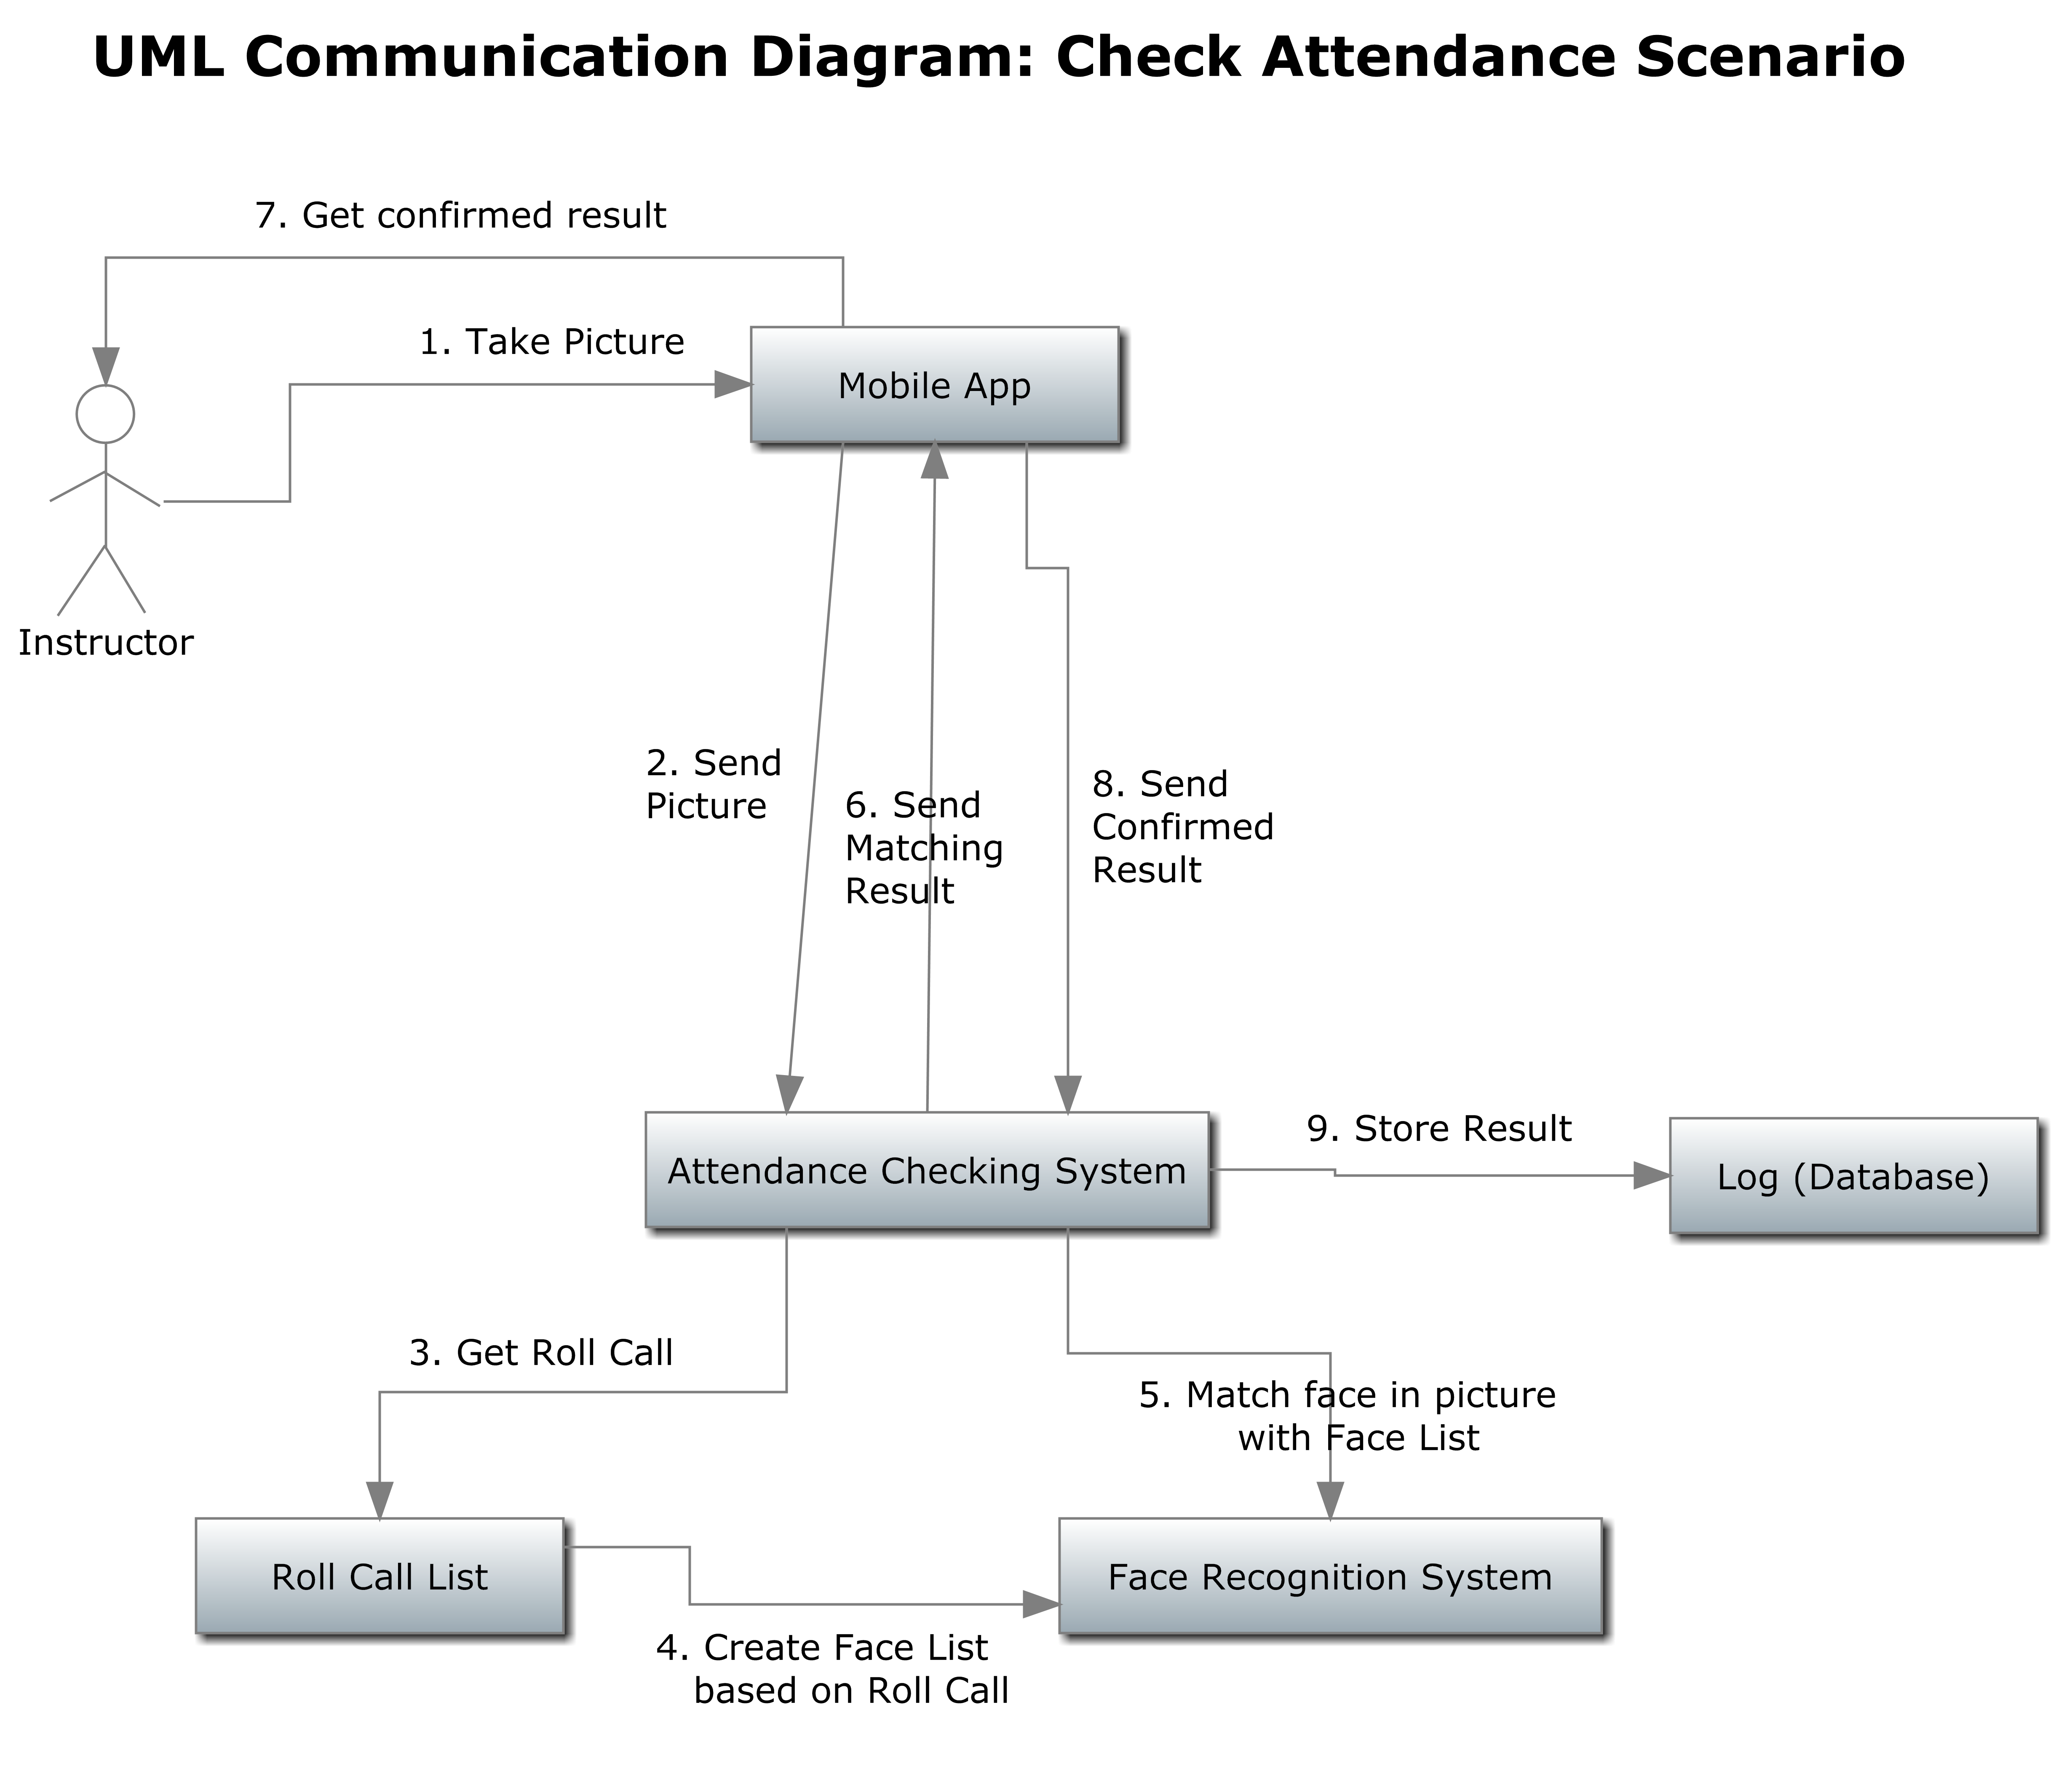 UML Communication Diagram: Check Attendance Scenario
7. Get confirmed result
1. Take Picture
Mobile App
Instructor
2. Send
Picture
6. Send
Matching
Result
8. Send
Confirmed
Result
Attendance Checking System
9. Store Result
Log (Database)
3. Get Roll Call
5. Match face in picture
with Face List
Roll Call List
Face Recognition System
4. Create Face List
based on Roll Call